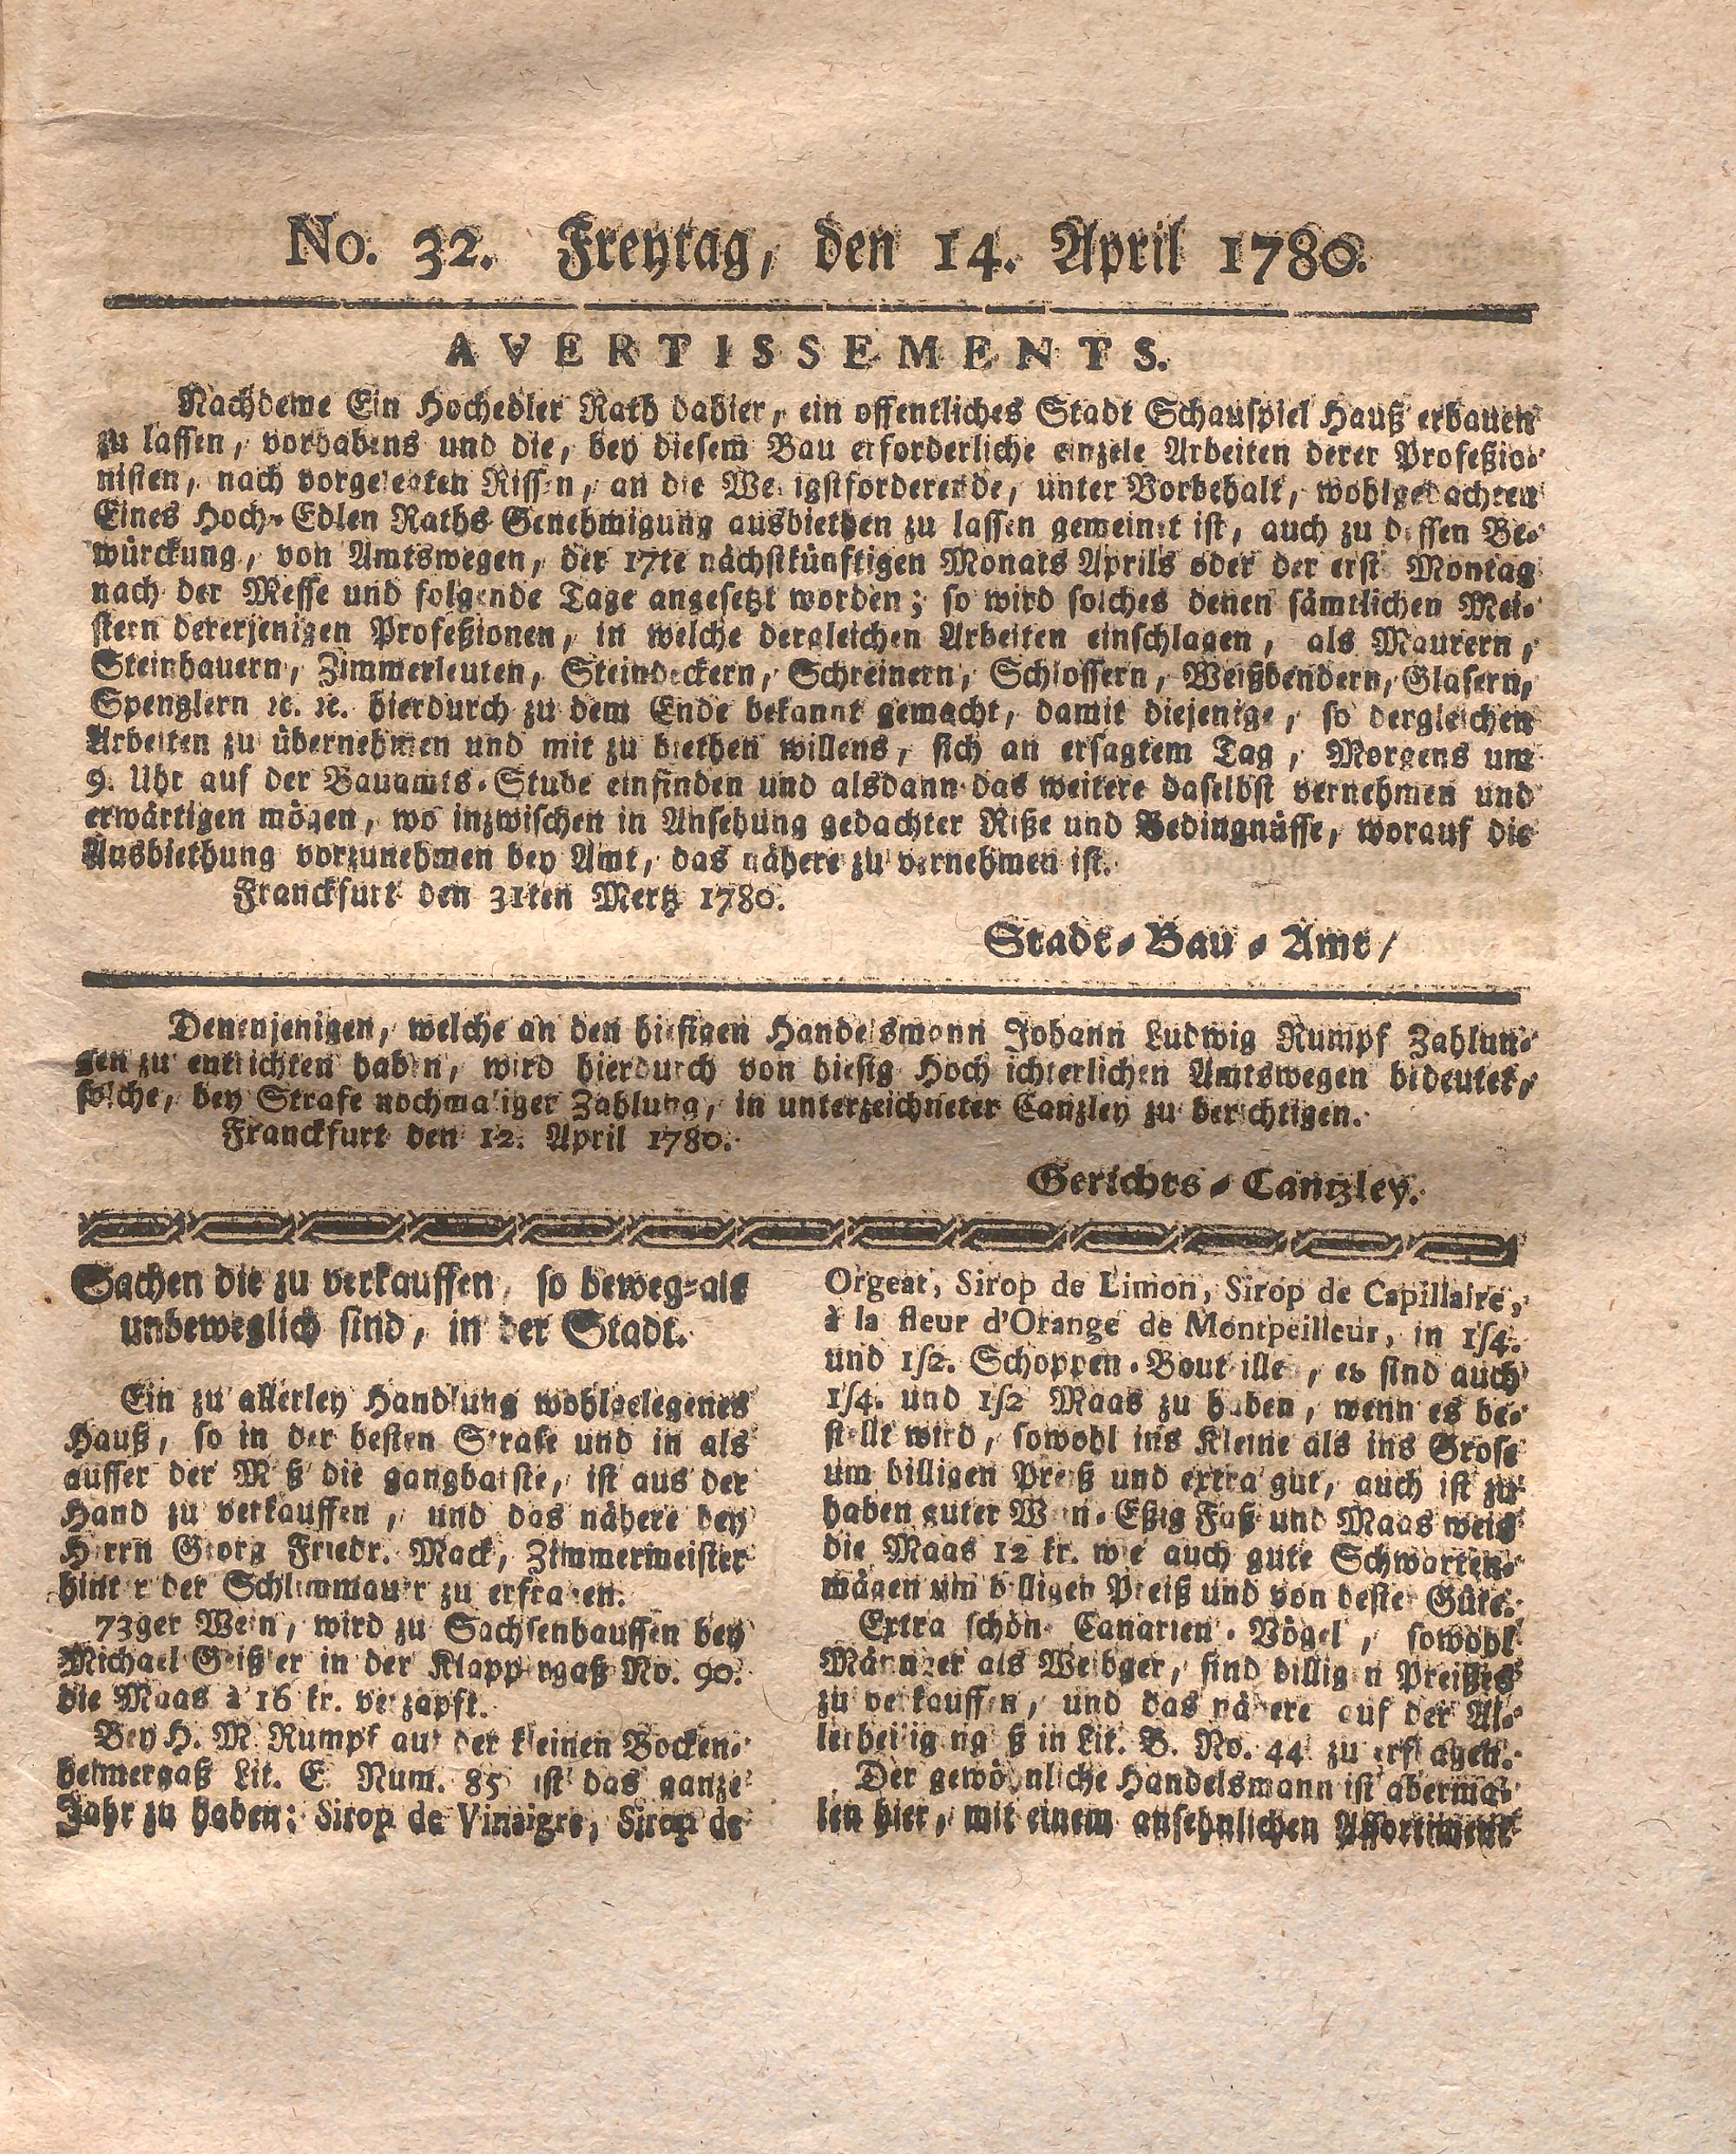 No. 32. Freytag, den 14. April 1780.
AVERTISSEMENTS.
Nachdeme Ein Hochedler Rath dahier, ein offentliches Stadt Schauspiel Hauß erbauen
zu lassen, vorhabens und die, bey diesem Bau erforderliche einzele Arbeiten derer Profeßio-
nisten, nach vorgelegten Rissen, an die Wenigstforderende, unter Vorbehalt, wohlgedachten
Eines Hoch-Edlen Raths Genehmigung ausbiethen zu lassen gemeinet ist, auch zu dessen Be-
würckung, von Amtswegen, der 17te nächstkünftigen Monats Aprils oder der erste Montag
nach der Messe und folgende Tage angesetzt worden; so wird solches denen sämtlichen Mei-
stern dererjenigen Profeßionen, in welche dergleichen Arbeiten einschlagen, als Maurern,
Steinhauern, Zimmerleuten, Steindeckern, Schreinern, Schlossern, Weißbendern, Glasern,
Spenglern ꝛc. ꝛc. hierdurch zu dem Ende bekannt gemacht, damit diejenige, so dergleichen
Arbeiten zu übernehmen und mit zu biethen willens, sich an ersagtem Tag, Morgens um
9. Uhr auf der Bauamts-Stube einfinden und alsdann das weitere daselbst vernehmen und
erwärtigen mögen, wo inzwischen in Ansehung gedachter Riße und Bedingnüsse, worauf die
Ausbiethung vorzunehmen bey Amt, das nähere zu vernehmen ist.
Franckfurt den 31ten Mertz 1780.
Stadt-Bau-Amt/
Denenjenigen, welche an den hiesigen Handelsmann Johann Ludwig Rumpf Zahlun-
gen zu entrichten haben, wird hierdurch von hiesig Hochrichterlichen Amtswegen bedeutet,
solche, bey Strafe nochmaliger Zahlung, in unterzeichneter Canzley zu berichtigen.
Franckfurt den 12. April 1780.
Gerichts-Cantzley.
Sachen die zu verkauffen, so beweg-als
unbeweglich sind, in der Stadt.
Ein zu allerley Handlung wohlgelegenes
Hauß, so in der besten Strase und in als
ausser der Meß die gangbarste, ist aus der
Hand zu verkauffen, und das nähere bey
Herrn Georg Friedr. Mack, Zimmermeister
hinter der Schlimmauer zu erfragen.
73ger Wein, wird zu Sachsenhaussen bey
Michael Geißler in der Klappergaß No. 90.
die Maas à 16 kr. verzapft.
Bey H. M. Rumpf auf der kleinen Bocken-
heimergaß Lit. E. Num. 85 ist das ganze
Jahr zu haben: Sirop de Vinaigre, Sirop de
Orgeat, Sirop de Limon, Sirop de Capillaire,
à la fleur d'Orange de Montpeilleur, in 1/4.
und 1/2. Schoppen-Bouteillen, es sind auch
1/4. und 1/2 Maas zu haben, wenn es be-
stellt wird, sowohl ins Kleine als ins Grose
um billigen Preiß und extra gut, auch ist zu
haben guter Wein-Eßig Faß und Maas weis
die Maas 12 kr. wie auch gute Schwarten-
mägen um billigen Preiß und von bester Güte.
Extra schöne Canarien-Vögel, sowohl
Männger als Weibger, sind billigen Preißes
zu verkauffen, und das nähere auf der Al-
lerheiligengaß in Lit. B. No. 44 zu erfragen.
Der gewöhnliche Handelsmann ist aberma-
len hier, mit einem ansehnlichen Assortiment